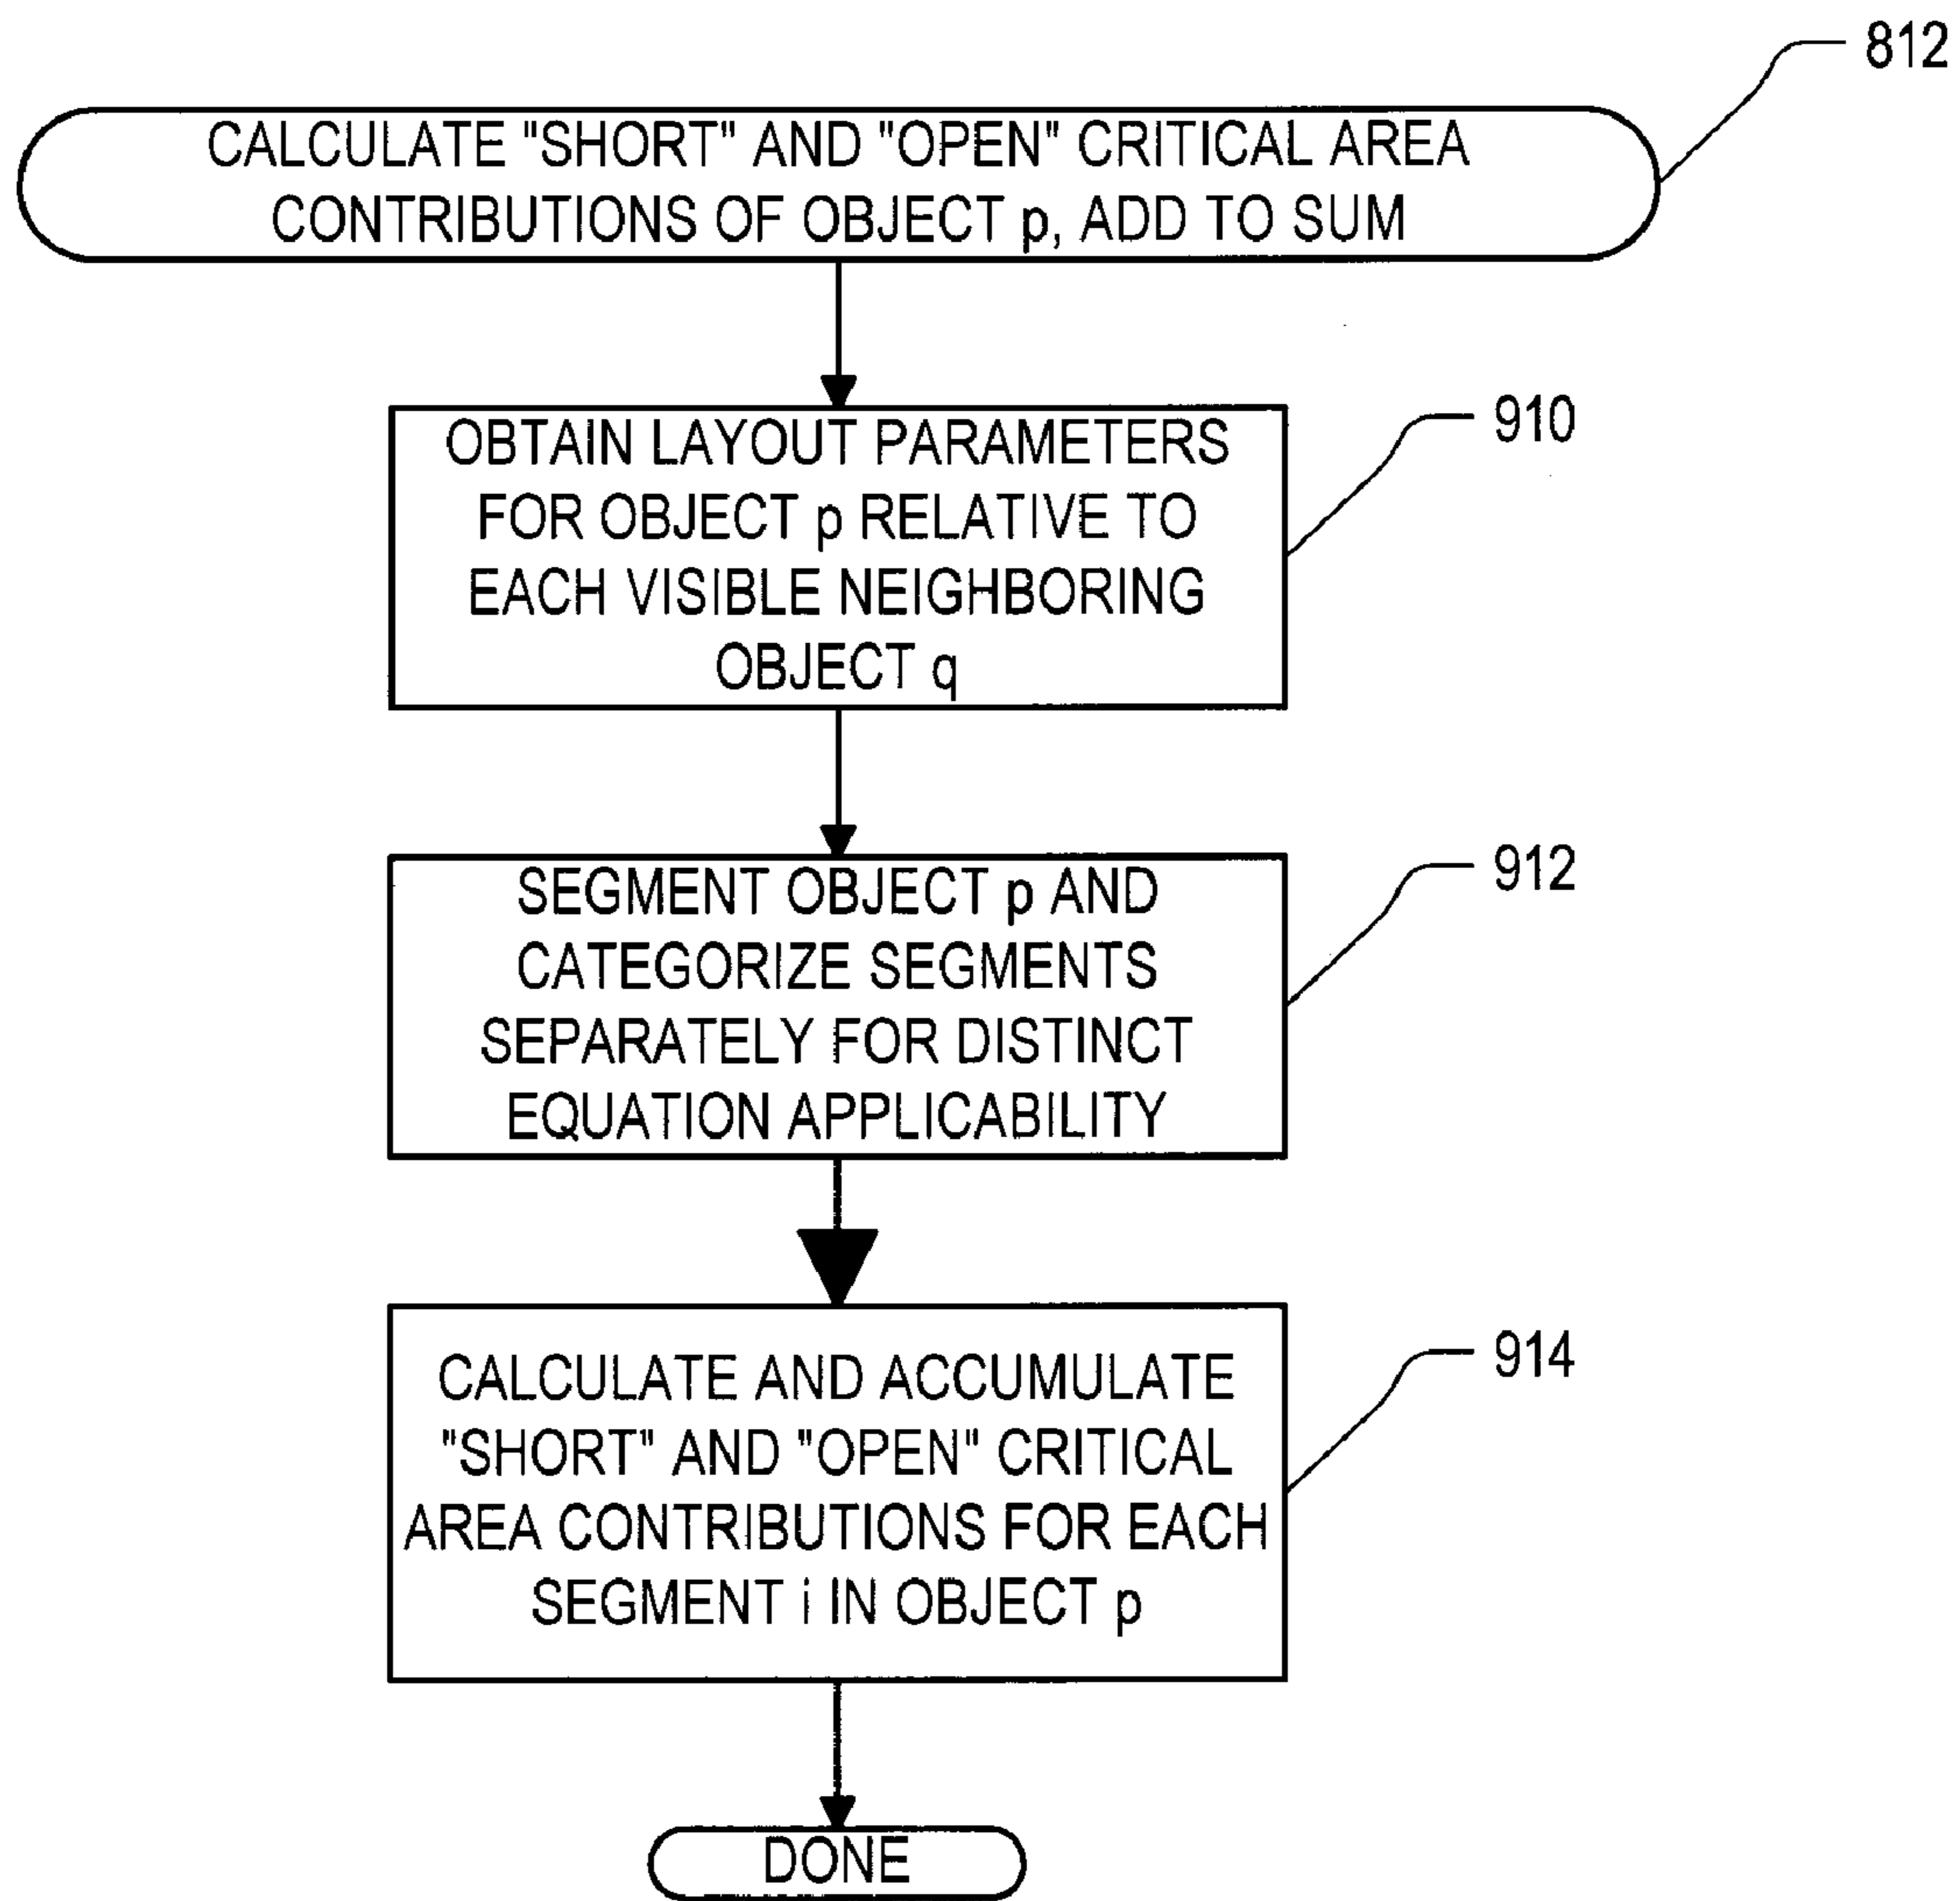 812
CALCULATE "SHORT" AND "OPEN" CRITICAL AREA
CONTRIBUTIONS OF OBJECT p, ADD TO SUM
910
OBTAIN LAYOUT PARAMETERS
FOR OBJECT p RELATIVE TO
EACH VISIBLE NEIGHBORING
OBJECT q
912
SEGMENT OBJECT p AND
CATEGORIZE SEGMENTS
SEPARATELY FOR DISTINCT
EQUATION APPLICABILITY
914
CALCULATE AND ACCUMULATE
"SHORT" AND "OPEN" CRITICAL
AREA CONTRIBUTIONS FOR EACH
SEGMENT i IN OBJECT p
DONE